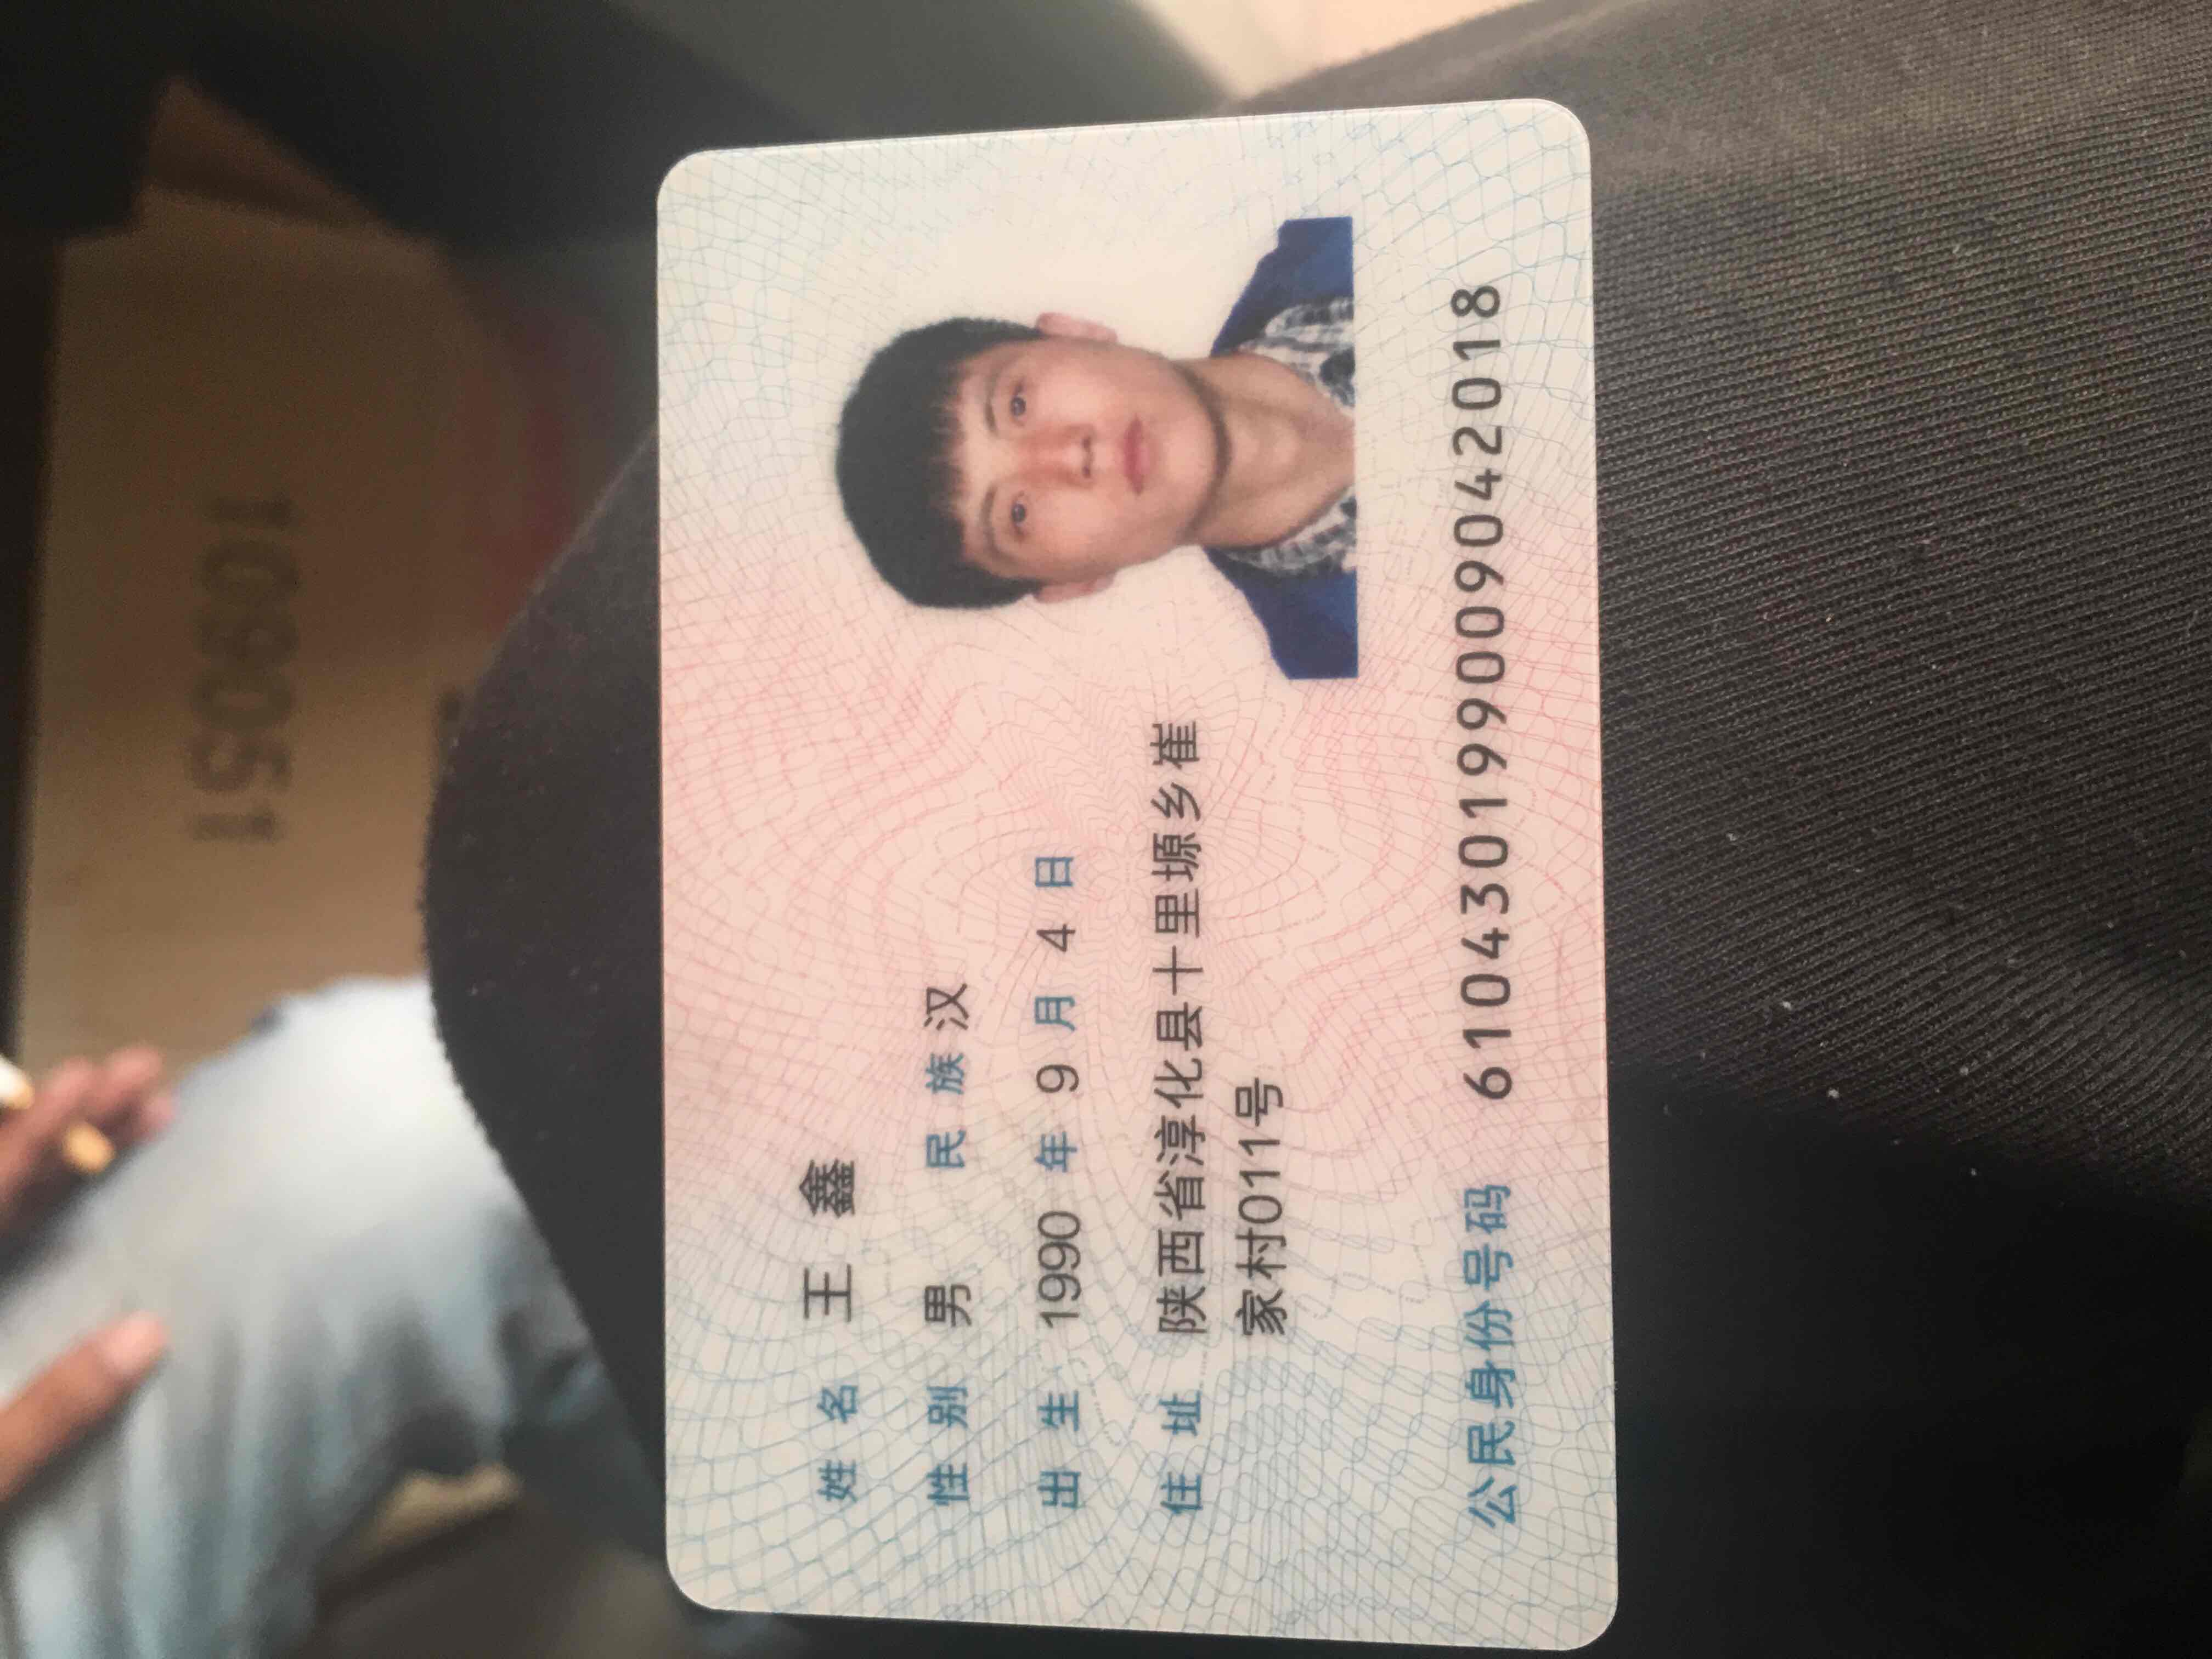 109051
姓名 王鑫
性别 男 民族 汉
出生 1990 年 9 月 4 日
住址 陕西省淳化县十里塬乡崔
家村011号
公民身份号码 610430199009042018